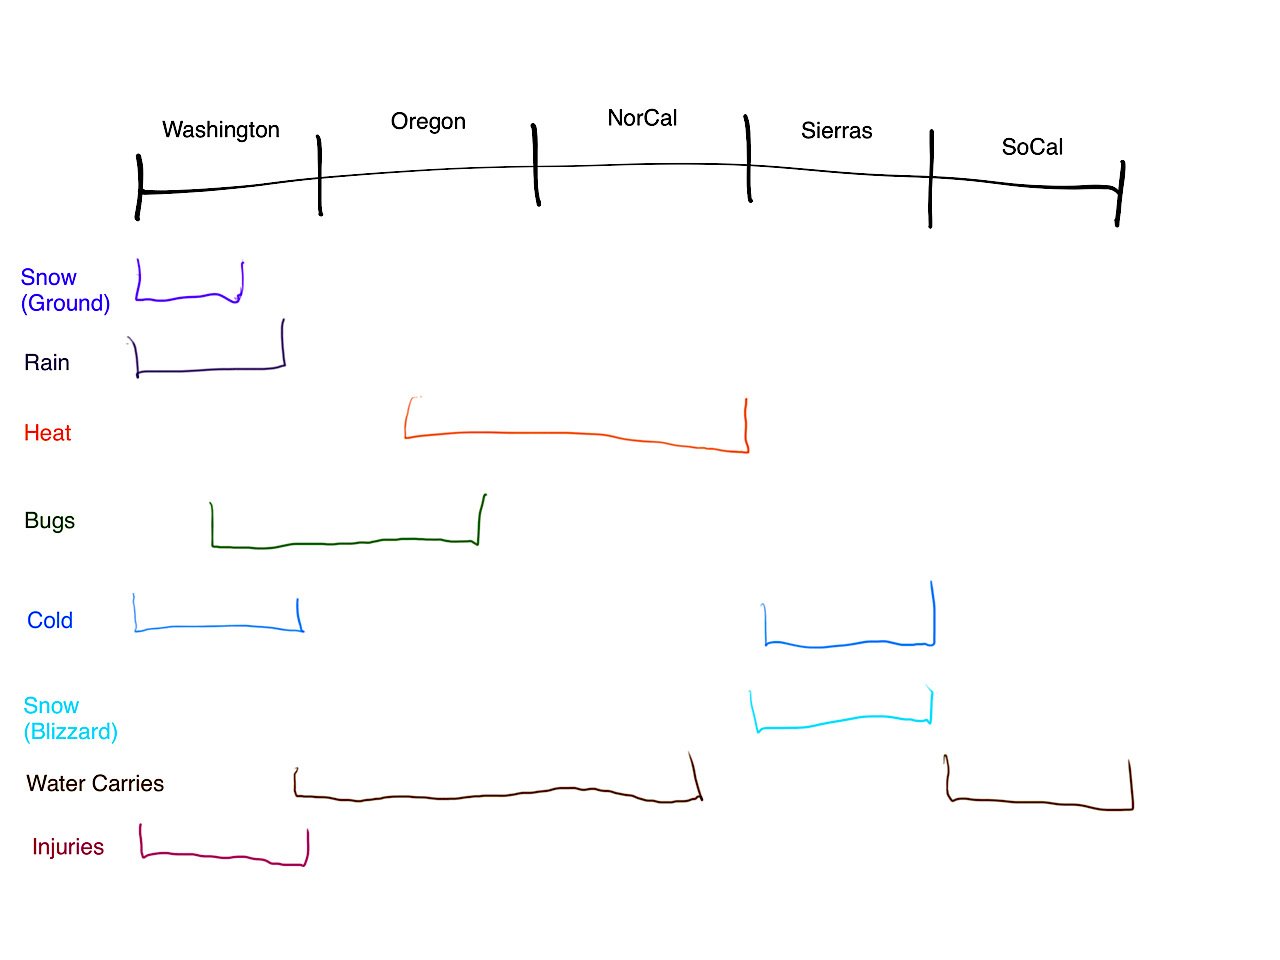 Washington
Oregon
NorCal
Sierras
SoCal
Snow
(Ground)
Rain
Heat
Bugs
Cold
Snow
(Blizzard)
Water Carries
Injuries